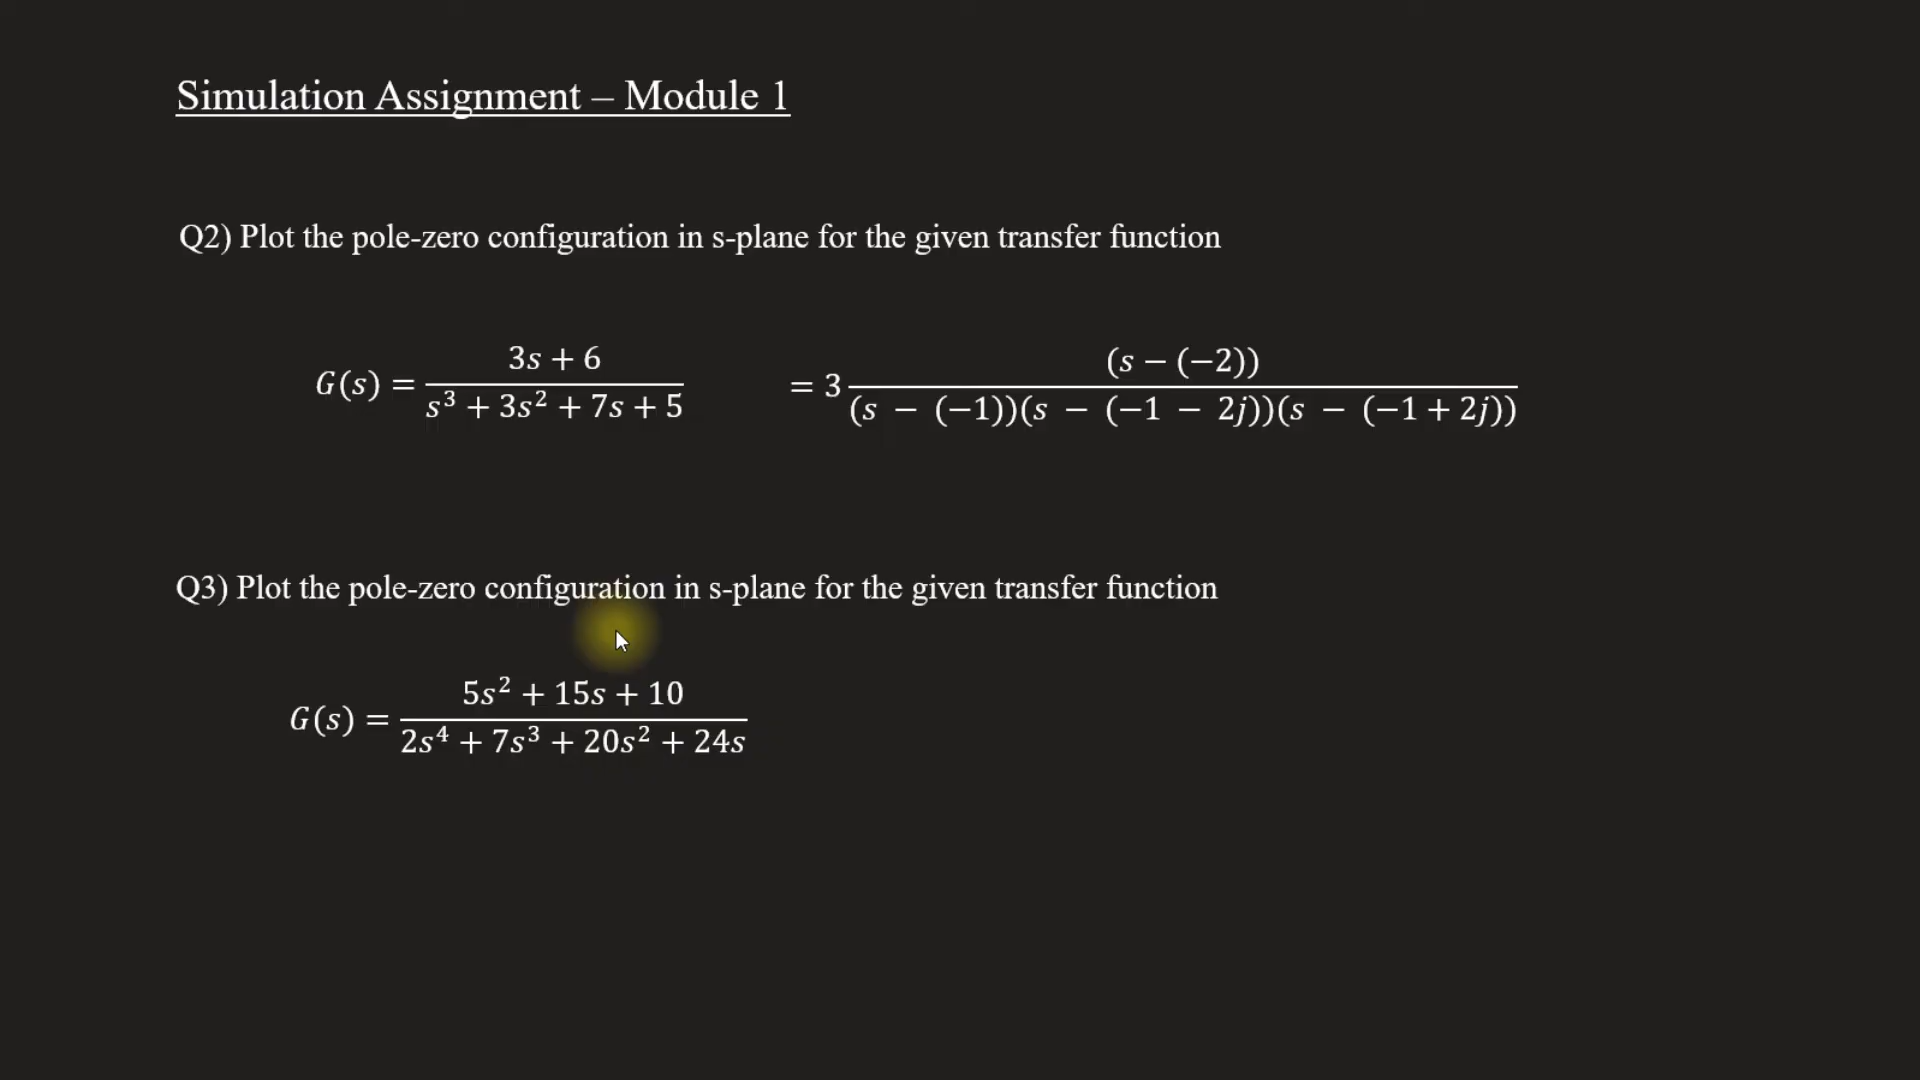 Simulation Assignment – Module 1
Q2) Plot the pole-zero configuration in s-plane for the given transfer function
G(s) = (3s + 6)/(s³ + 3s² + 7s + 5) = 3 (s − (−2))/((s − (−1))(s − (−1 − 2j))(s − (−1 + 2j)))
Q3) Plot the pole-zero configuration in s-plane for the given transfer function
G(s) = (5s² + 15s + 10)/(2s⁴ + 7s³ + 20s² + 24s)